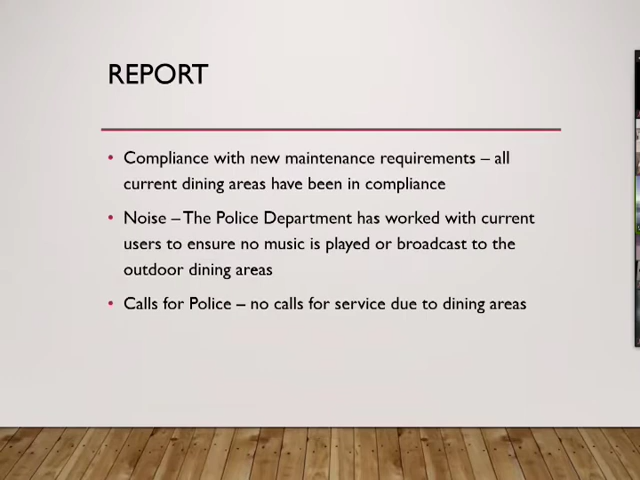 REPORT
• Compliance with new maintenance requirements – all
current dining areas have been in compliance
• Noise – The Police Department has worked with current
users to ensure no music is played or broadcast to the
outdoor dining areas
• Calls for Police – no calls for service due to dining areas